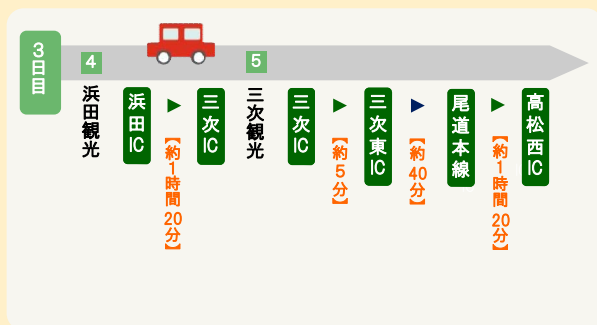 3日目
4
浜田観光
浜田IC
▶
【約1時間20分】
三次IC
5
三次観光
三次IC
▶
【約5分】
三次東IC
▶
【約40分】
尾道本線
▶
【約1時間20分】
高松西IC